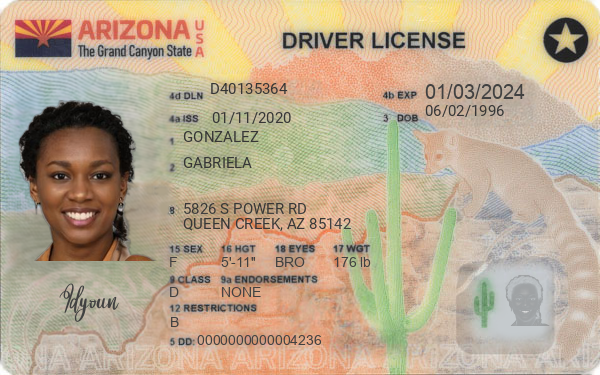 ARIZONA USA
The Grand Canyon State
DRIVER LICENSE
4d DLN D40135364
4b EXP 01/03/2024
4a ISS 01/11/2020
3 DOB 06/02/1996
1 GONZALEZ
2 GABRIELA
8 5826 S POWER RD
QUEEN CREEK, AZ 85142
15 SEX 16 HGT 18 EYES 17 WGT
F 5'-11" BRO 176 lb
9 CLASS 9a ENDORSEMENTS
D NONE
12 RESTRICTIONS
B
5 DD: 0000000000004236
Idyoun
ARIZONA ARIZONA ARIZONA ARIZONA